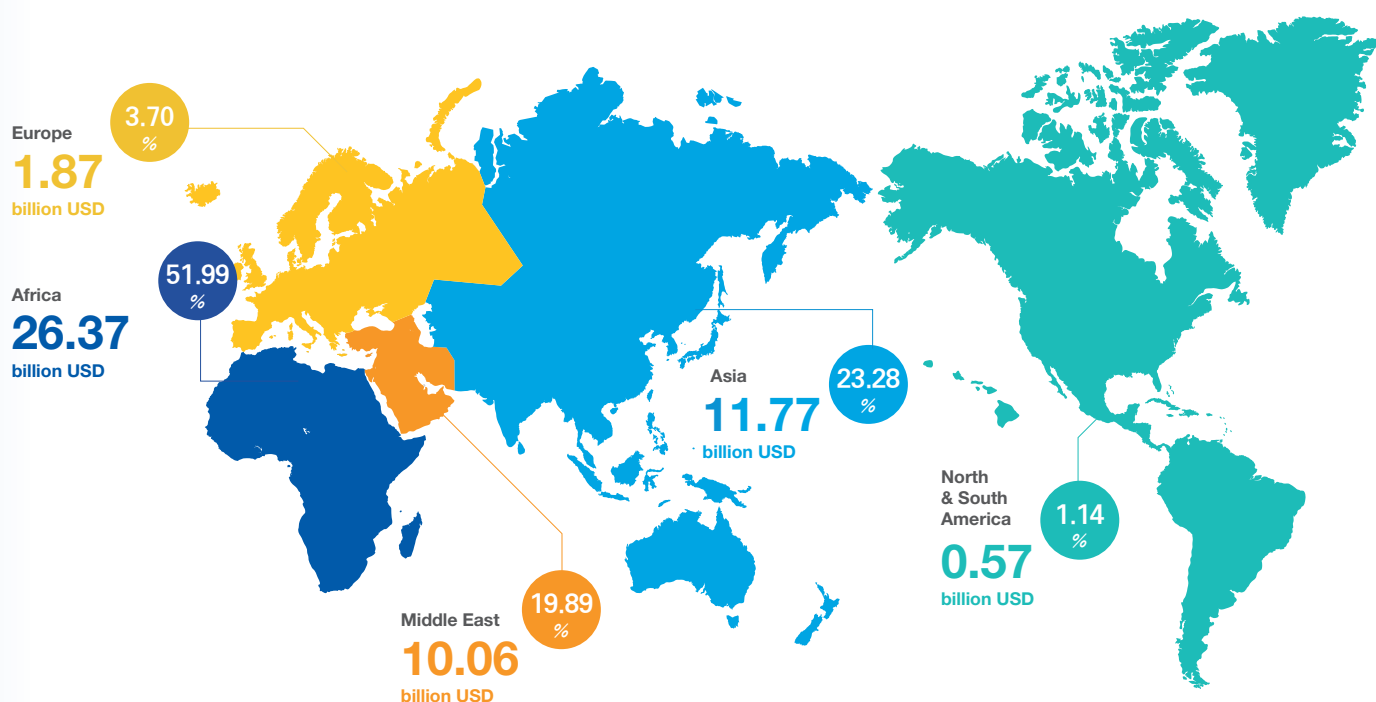 Europe
1.87
billion USD
3.70
%
Africa
26.37
billion USD
51.99
%
Asia
11.77
billion USD
23.28
%
Middle East
10.06
billion USD
19.89
%
North
& South
America
0.57
billion USD
1.14
%